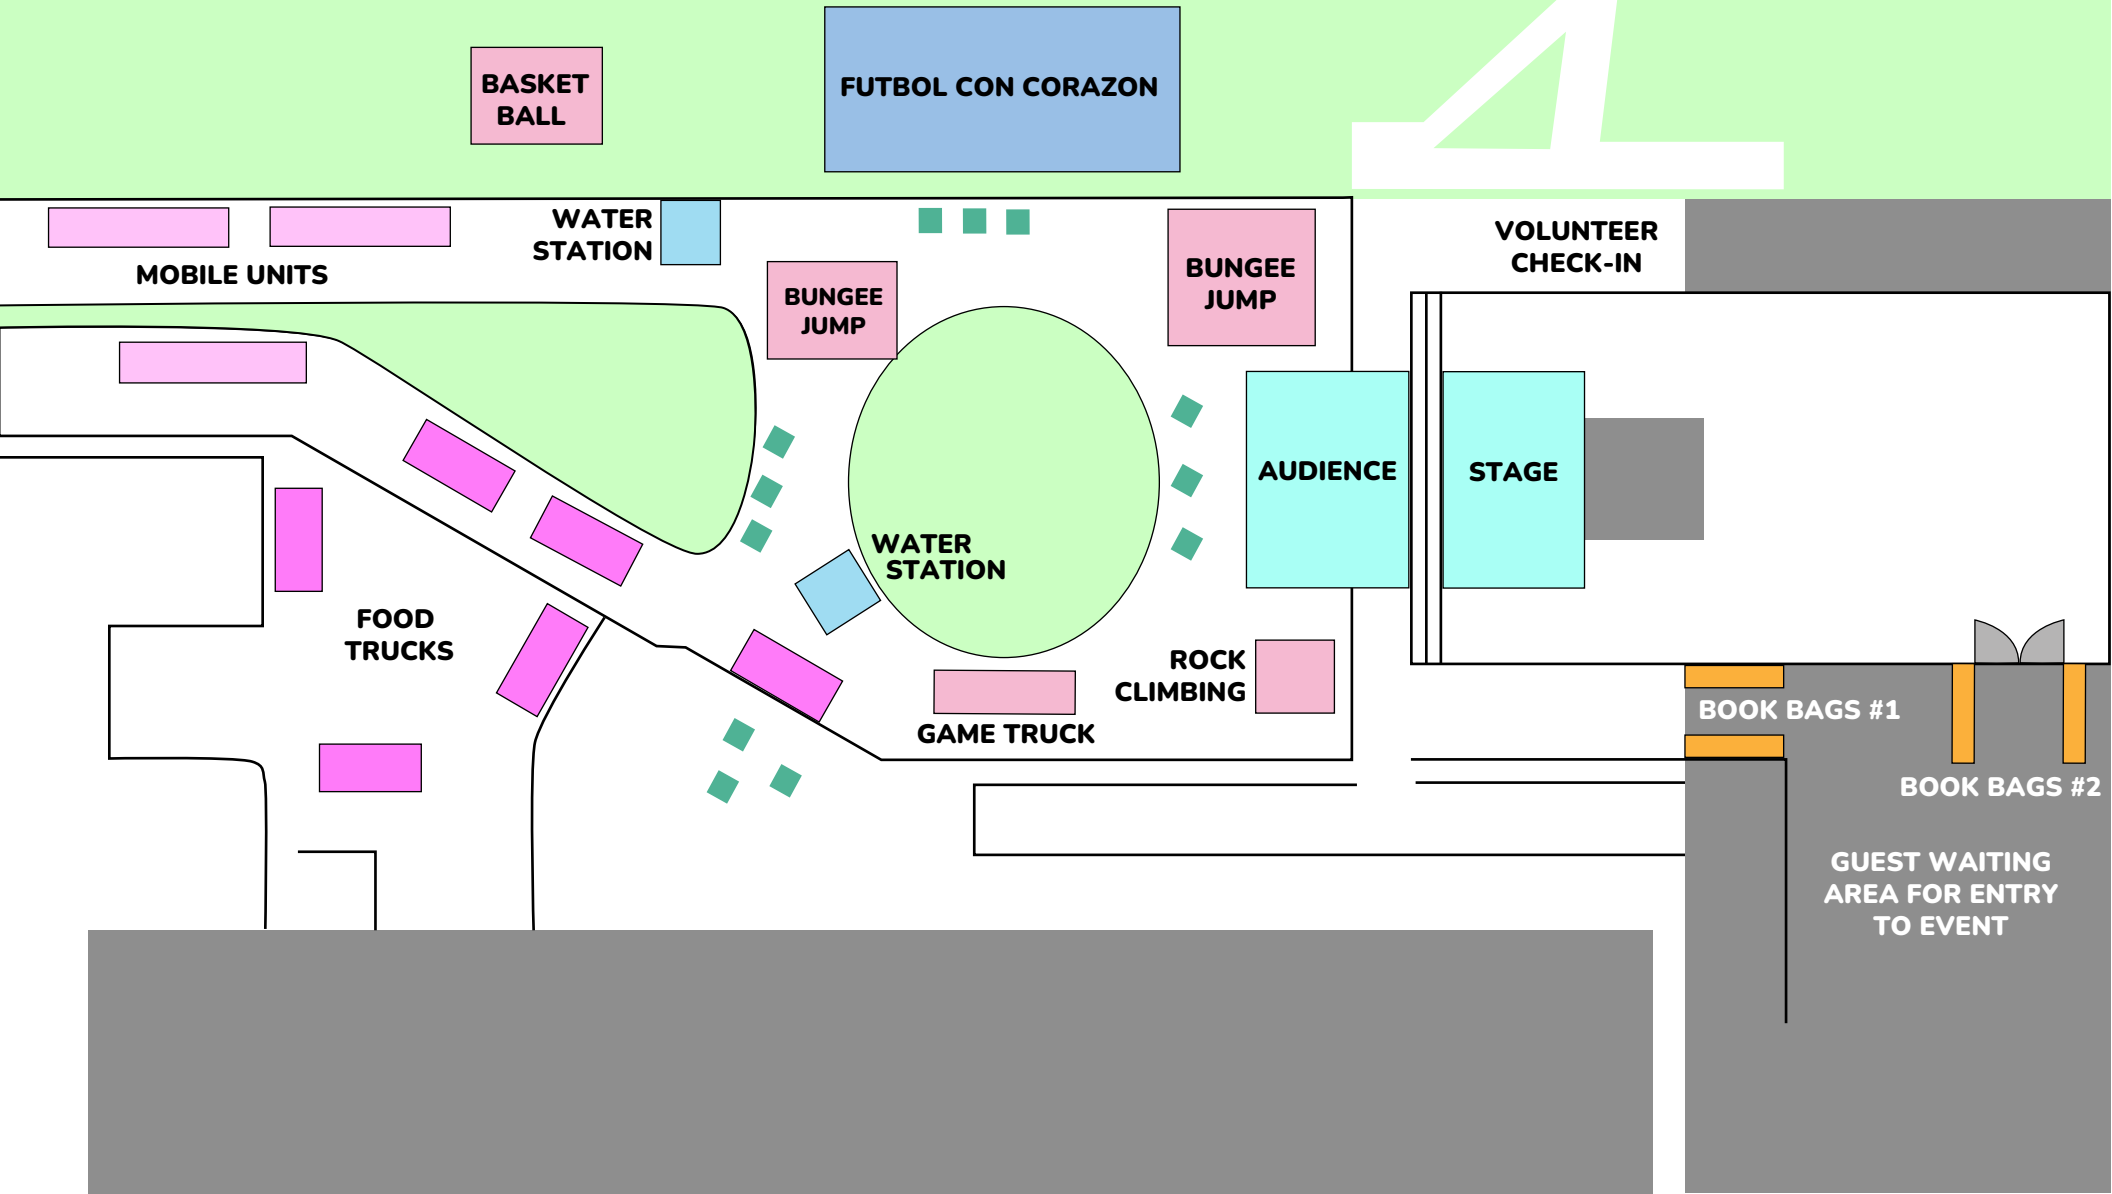 BASKET
BALL
FUTBOL CON CORAZON
WATER
STATION
MOBILE UNITS
BUNGEE
JUMP
BUNGEE
JUMP
VOLUNTEER
CHECK-IN
AUDIENCE
STAGE
WATER
STATION
FOOD
TRUCKS
ROCK
CLIMBING
GAME TRUCK
BOOK BAGS #1
BOOK BAGS #2
GUEST WAITING
AREA FOR ENTRY
TO EVENT